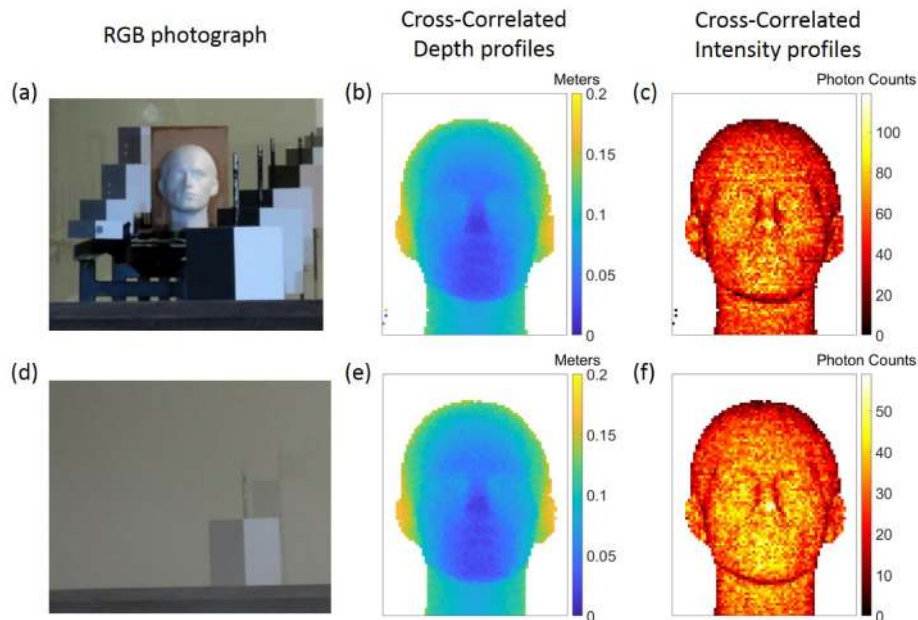 RGB photograph
Cross-Correlated
Depth profiles
Cross-Correlated
Intensity profiles
(a)
(b)
Meters
0.2
0.15
0.1
0.05
0
(c)
Photon Counts
100
80
60
40
20
0
(d)
(e)
Meters
0.2
0.15
0.1
0.05
0
(f)
Photon Counts
50
40
30
20
10
0